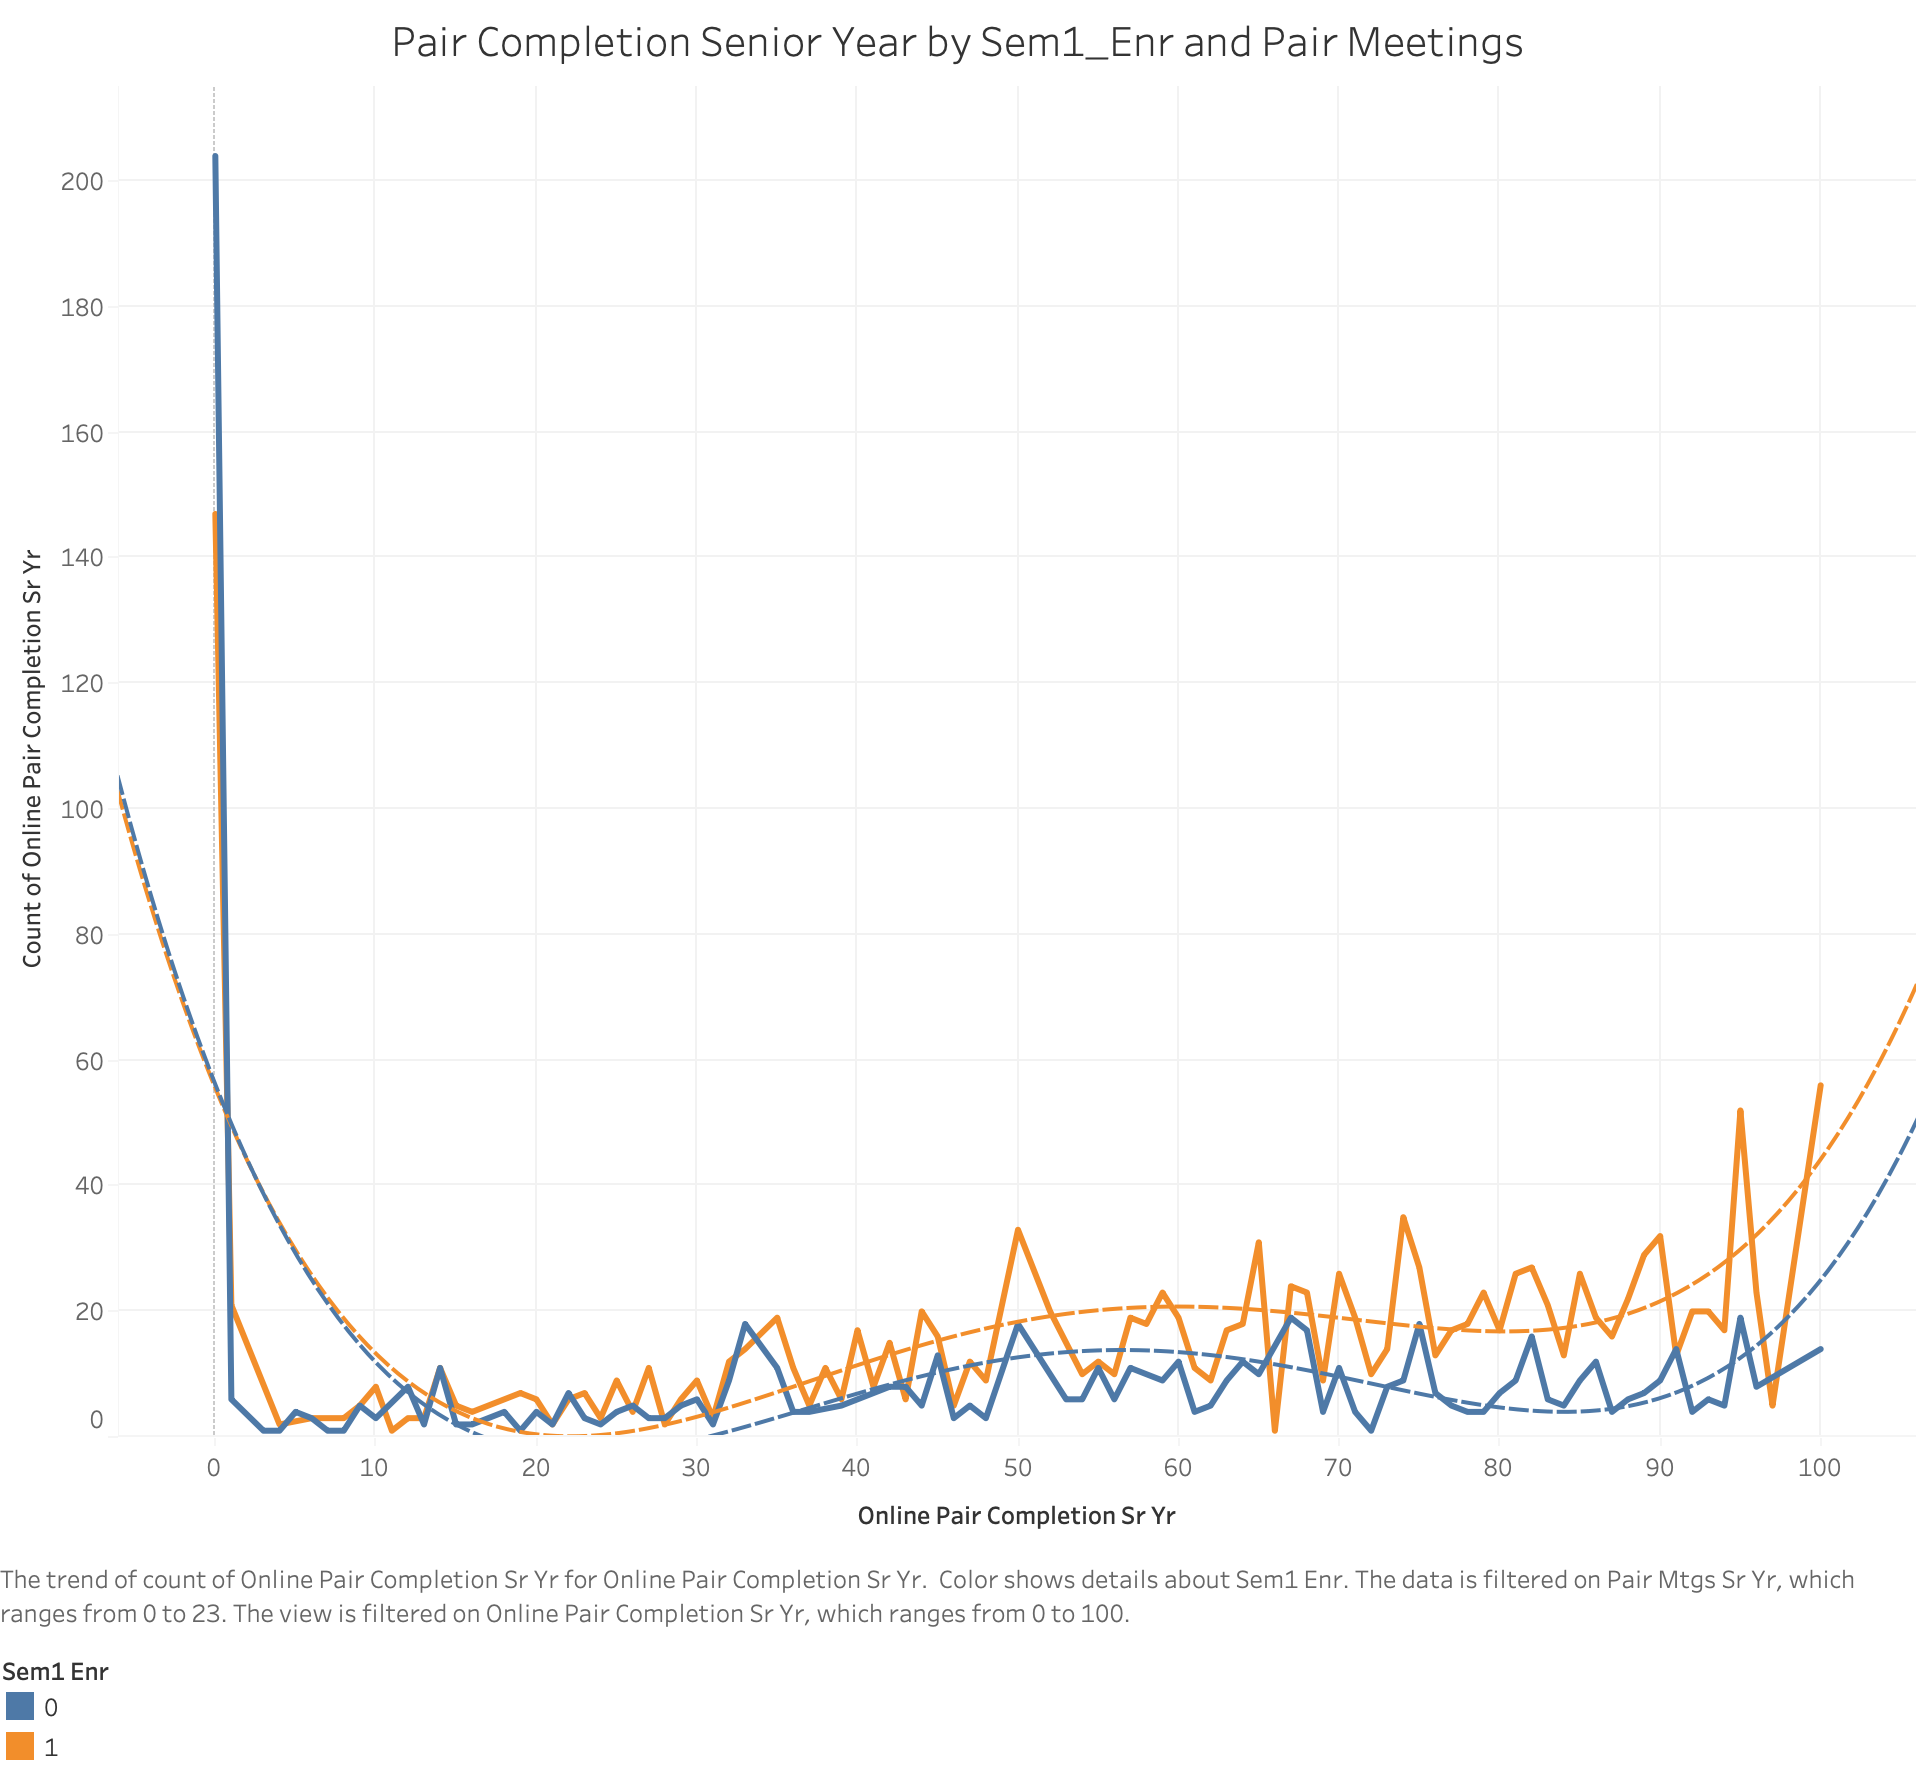 Pair Completion Senior Year by Sem1_Enr and Pair Meetings
Count of Online Pair Completion Sr Yr
200
180
160
140
120
100
80
60
40
20
0
0 10 20 30 40 50 60 70 80 90 100
Online Pair Completion Sr Yr
The trend of count of Online Pair Completion Sr Yr for Online Pair Completion Sr Yr.  Color shows details about Sem1 Enr. The data is filtered on Pair Mtgs Sr Yr, which
ranges from 0 to 23. The view is filtered on Online Pair Completion Sr Yr, which ranges from 0 to 100.
Sem1 Enr
0
1